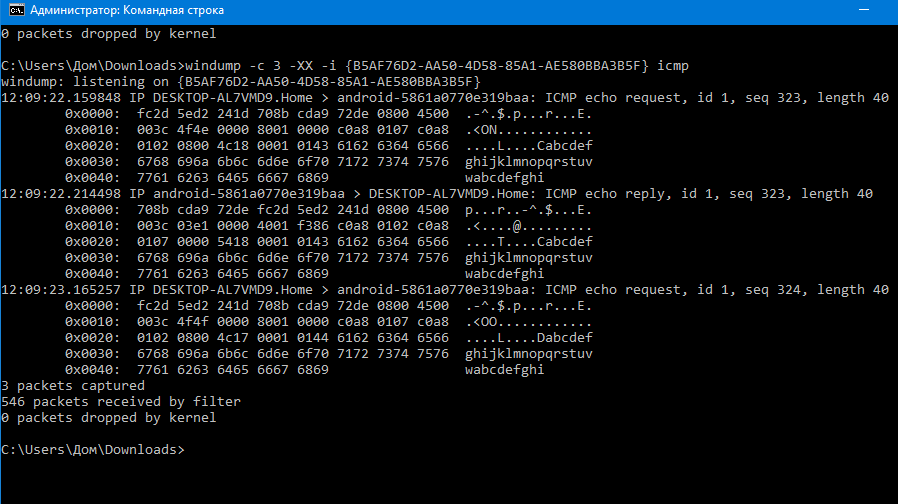 Администратор: Командная строка
0 packets dropped by kernel
C:\Users\Дом\Downloads>windump -c 3 -XX -i {B5AF76D2-AA50-4D58-85A1-AE580BBA3B5F} icmp
windump: listening on {B5AF76D2-AA50-4D58-85A1-AE580BBA3B5F}
12:09:22.159848 IP DESKTOP-AL7VMD9.Home > android-5861a0770e319baa: ICMP echo request, id 1, seq 323, length 40
0x0000:  fc2d 5ed2 241d 708b cda9 72de 0800 4500  .-^.$.p...r...E.
0x0010:  003c 4f4e 0000 8001 0000 c0a8 0107 c0a8  .<ON............
0x0020:  0102 0800 4c18 0001 0143 6162 6364 6566  ....L....Cabcdef
0x0030:  6768 696a 6b6c 6d6e 6f70 7172 7374 7576  ghijklmnopqrstuv
0x0040:  7761 6263 6465 6667 6869                 wabcdefghi
12:09:22.214498 IP android-5861a0770e319baa > DESKTOP-AL7VMD9.Home: ICMP echo reply, id 1, seq 323, length 40
0x0000:  708b cda9 72de fc2d 5ed2 241d 0800 4500  p...r..-^.$...E.
0x0010:  003c 03e1 0000 4001 f386 c0a8 0102 c0a8  .<....@.........
0x0020:  0107 0000 5418 0001 0143 6162 6364 6566  ....T....Cabcdef
0x0030:  6768 696a 6b6c 6d6e 6f70 7172 7374 7576  ghijklmnopqrstuv
0x0040:  7761 6263 6465 6667 6869                 wabcdefghi
12:09:23.165257 IP DESKTOP-AL7VMD9.Home > android-5861a0770e319baa: ICMP echo request, id 1, seq 324, length 40
0x0000:  fc2d 5ed2 241d 708b cda9 72de 0800 4500  .-^.$.p...r...E.
0x0010:  003c 4f4f 0000 8001 0000 c0a8 0107 c0a8  .<OO............
0x0020:  0102 0800 4c17 0001 0144 6162 6364 6566  ....L....Dabcdef
0x0030:  6768 696a 6b6c 6d6e 6f70 7172 7374 7576  ghijklmnopqrstuv
0x0040:  7761 6263 6465 6667 6869                 wabcdefghi
3 packets captured
546 packets received by filter
0 packets dropped by kernel
C:\Users\Дом\Downloads>